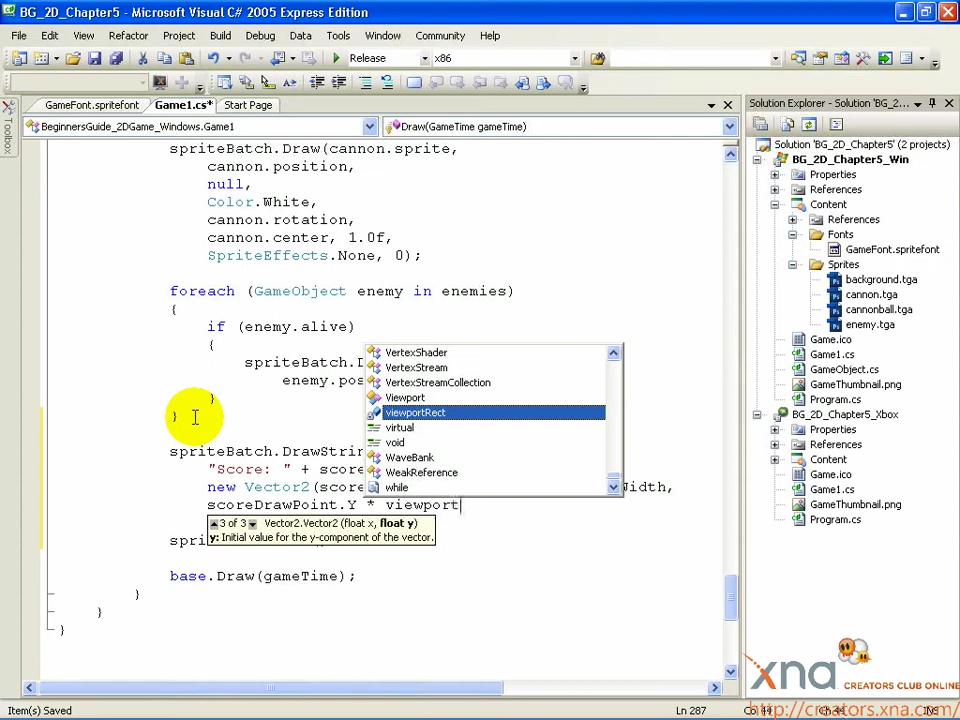 BG_2D_Chapter5 - Microsoft Visual C# 2005 Express Edition
File Edit View Refactor Project Build Debug Data Tools Window Community Help
Release x86
GameFont.spritefont Game1.cs* Start Page
BeginnersGuide_2DGame_Windows.Game1 Draw(GameTime gameTime)
Toolbox
spriteBatch.Draw(cannon.sprite,
cannon.position,
null,
Color.White,
cannon.rotation,
cannon.center, 1.0f,
SpriteEffects.None, 0);
foreach (GameObject enemy in enemies)
{
if (enemy.alive)
{
spriteBatch.D
enemy.pos
}
}
spriteBatch.DrawStrin
"Score: " + score
new Vector2(score Width,
scoreDrawPoint.Y * viewport
spri
base.Draw(gameTime);
}
}
}
VertexShader
VertexStream
VertexStreamCollection
Viewport
viewportRect
virtual
void
WaveBank
WeakReference
while
3 of 3 Vector2.Vector2 (float x, float y)
y: Initial value for the y-component of the vector.
Solution Explorer - Solution 'BG_2...
Solution 'BG_2D_Chapter5' (2 projects)
BG_2D_Chapter5_Win
Properties
References
Content
References
Fonts
GameFont.spritefont
Sprites
background.tga
cannon.tga
cannonball.tga
enemy.tga
Game.ico
Game1.cs
GameObject.cs
GameThumbnail.png
Program.cs
BG_2D_Chapter5_Xbox
Properties
References
Content
Game.ico
Game1.cs
GameThumbnail.png
Program.cs
xna CREATORS CLUB ONLINE
http://creators.xna.com/
Item(s) Saved Ln 287 Col 44 Ch 44 INS